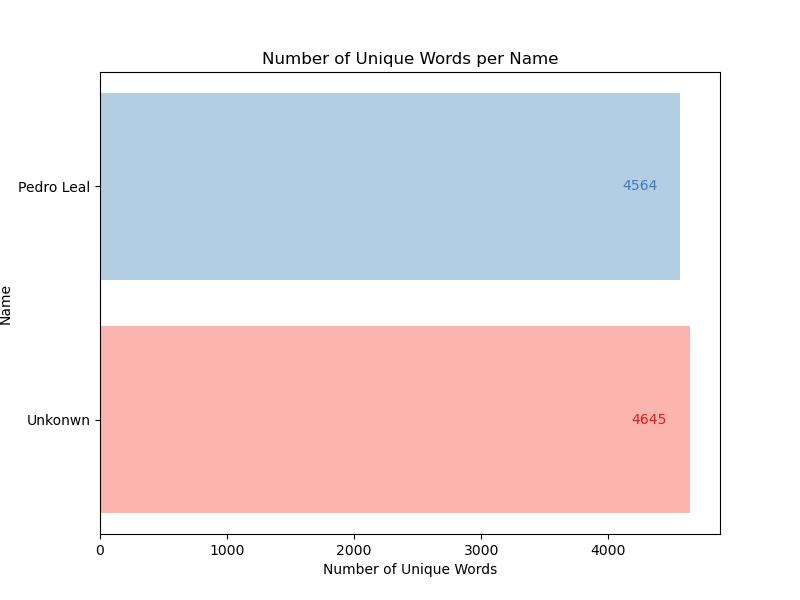 Number of Unique Words per Name
Pedro Leal
4564
Name
Unkonwn
4645
0 1000 2000 3000 4000
Number of Unique Words